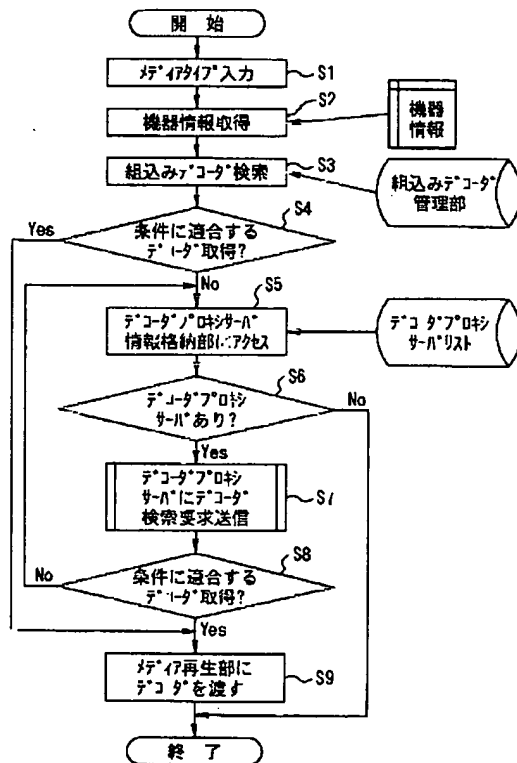 開始
メディアタイプ入力
S1
S2
機器情報取得
機器
情報
S3
組込みデコーダ検索
組込みデコーダ
管理部
S4
Yes
条件に適合する
デコーダ取得?
No
S5
デコーダプロキシサーバ
情報格納部にアクセス
デコーダプロキシ
サーバリスト
S6
デコーダプロキシ
サーバあり?
No
Yes
デコーダプロキシ
サーバにデコーダ
検索要求送信
S7
S8
No
条件に適合する
デコーダ取得?
Yes
メディア再生部に
デコーダを渡す
S9
終了